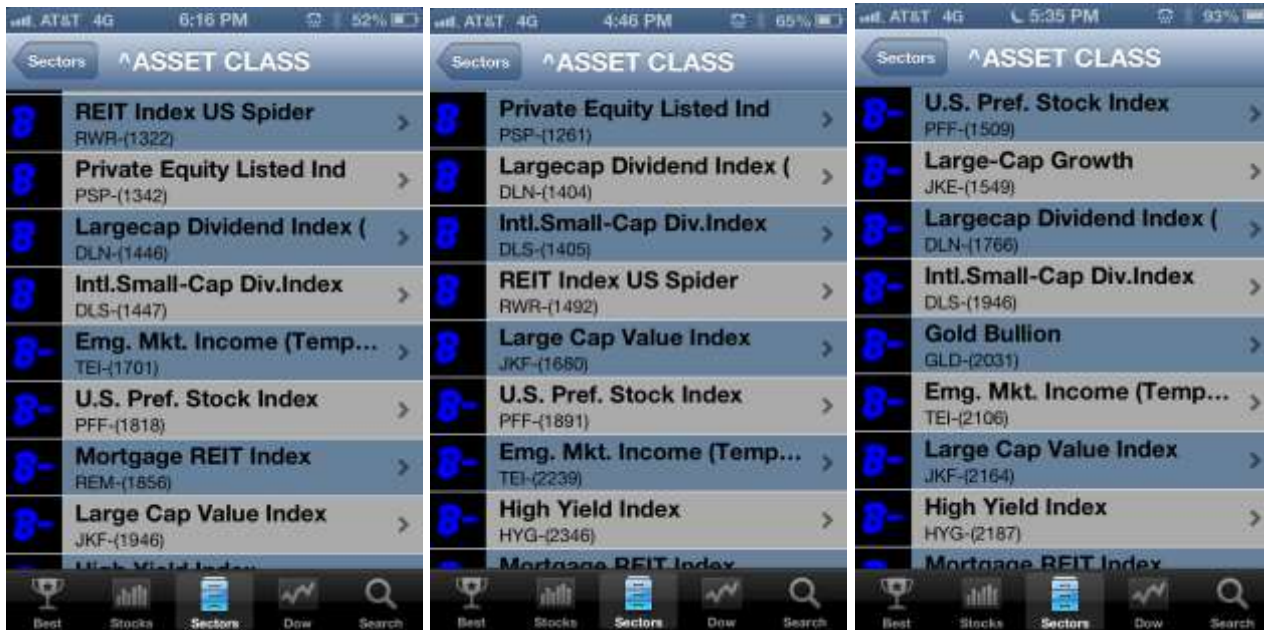 AT&T 4G 6:16 PM 52%
Sectors ^ASSET CLASS
B REIT Index US Spider
RWR-(1322)
B Private Equity Listed Ind
PSP-(1342)
B Largecap Dividend Index (
DLN-(1446)
B Intl.Small-Cap Div.Index
DLS-(1447)
B- Emg. Mkt. Income (Temp...
TEI-(1701)
B- U.S. Pref. Stock Index
PFF-(1818)
B- Mortgage REIT Index
REM-(1856)
B- Large Cap Value Index
JKF-(1946)
High Yield Index
Best Stocks Sectors Dow Search
AT&T 4G 4:46 PM 65%
Sectors ^ASSET CLASS
B Private Equity Listed Ind
PSP-(1261)
B Largecap Dividend Index (
DLN-(1404)
B Intl.Small-Cap Div.Index
DLS-(1405)
B REIT Index US Spider
RWR-(1492)
B Large Cap Value Index
JKF-(1680)
B- U.S. Pref. Stock Index
PFF-(1891)
B- Emg. Mkt. Income (Temp...
TEI-(2239)
B- High Yield Index
HYG-(2346)
Mortgage REIT Index
Best Stocks Sectors Dow Search
AT&T 4G 5:35 PM 93%
Sectors ^ASSET CLASS
B- U.S. Pref. Stock Index
PFF-(1509)
B- Large-Cap Growth
JKE-(1549)
B- Largecap Dividend Index (
DLN-(1766)
B- Intl.Small-Cap Div.Index
DLS-(1946)
B- Gold Bullion
GLD-(2031)
B- Emg. Mkt. Income (Temp...
TEI-(2106)
B- Large Cap Value Index
JKF-(2164)
B- High Yield Index
HYG-(2187)
Mortgage REIT Index
Best Stocks Sectors Dow Search